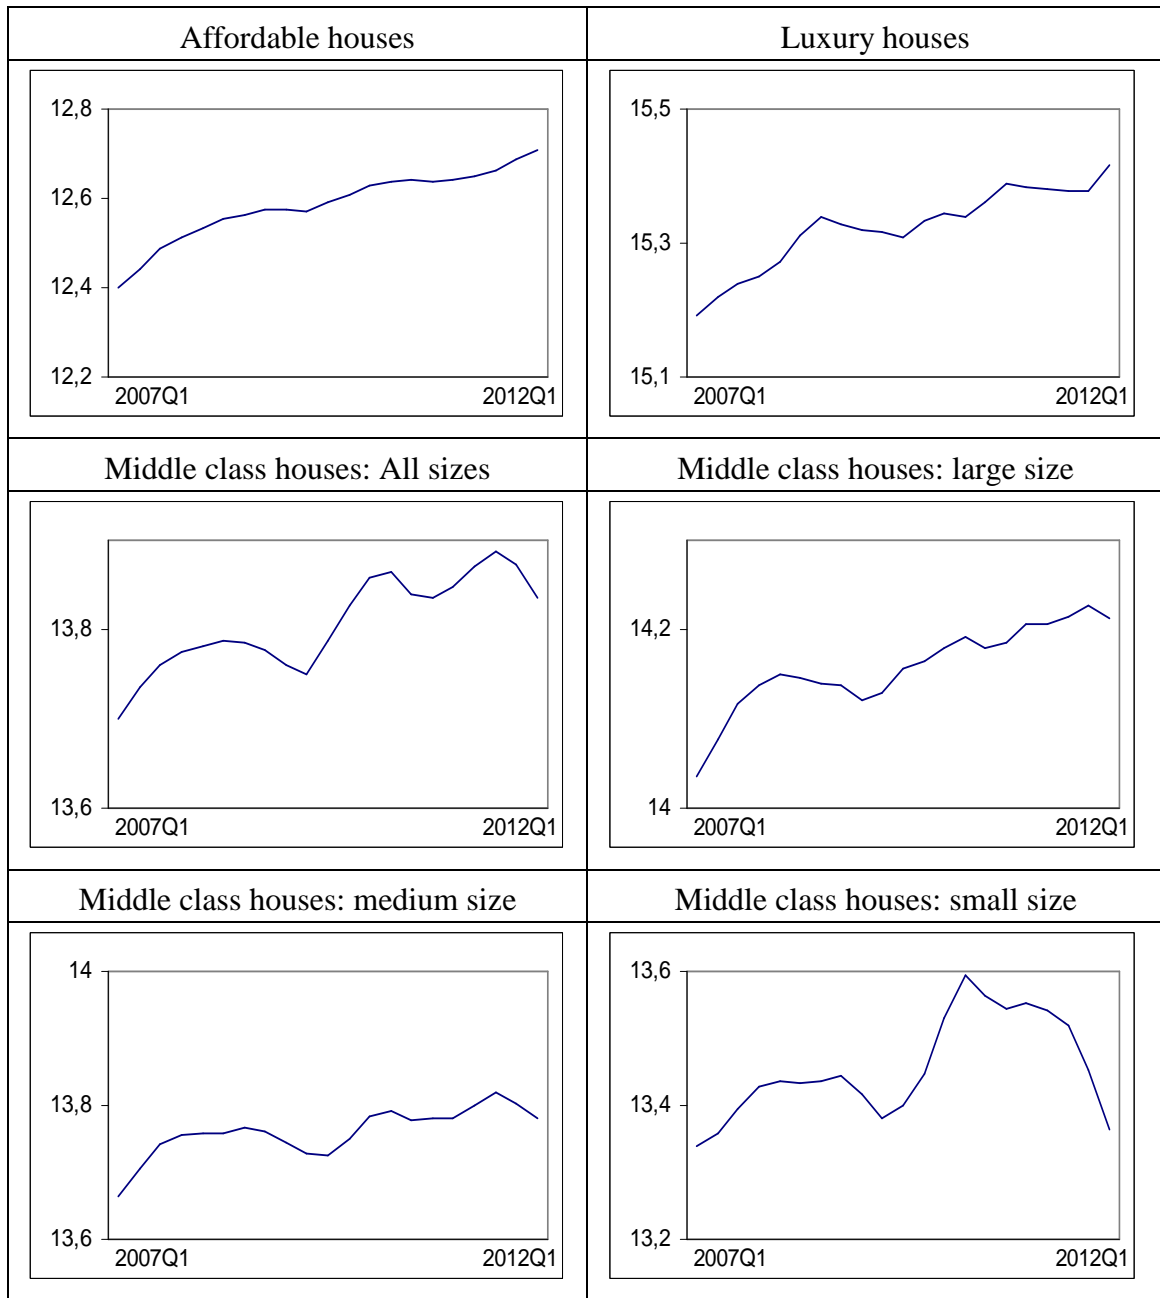 Affordable houses
Luxury houses
12,8
12,6
12,4
12,2
2007Q1 2012Q1
15,5
15,3
15,1
2007Q1 2012Q1
Middle class houses: All sizes
Middle class houses: large size
13,8
13,6
2007Q1 2012Q1
14,2
14
2007Q1 2012Q1
Middle class houses: medium size
Middle class houses: small size
14
13,8
13,6
2007Q1 2012Q1
13,6
13,4
13,2
2007Q1 2012Q1